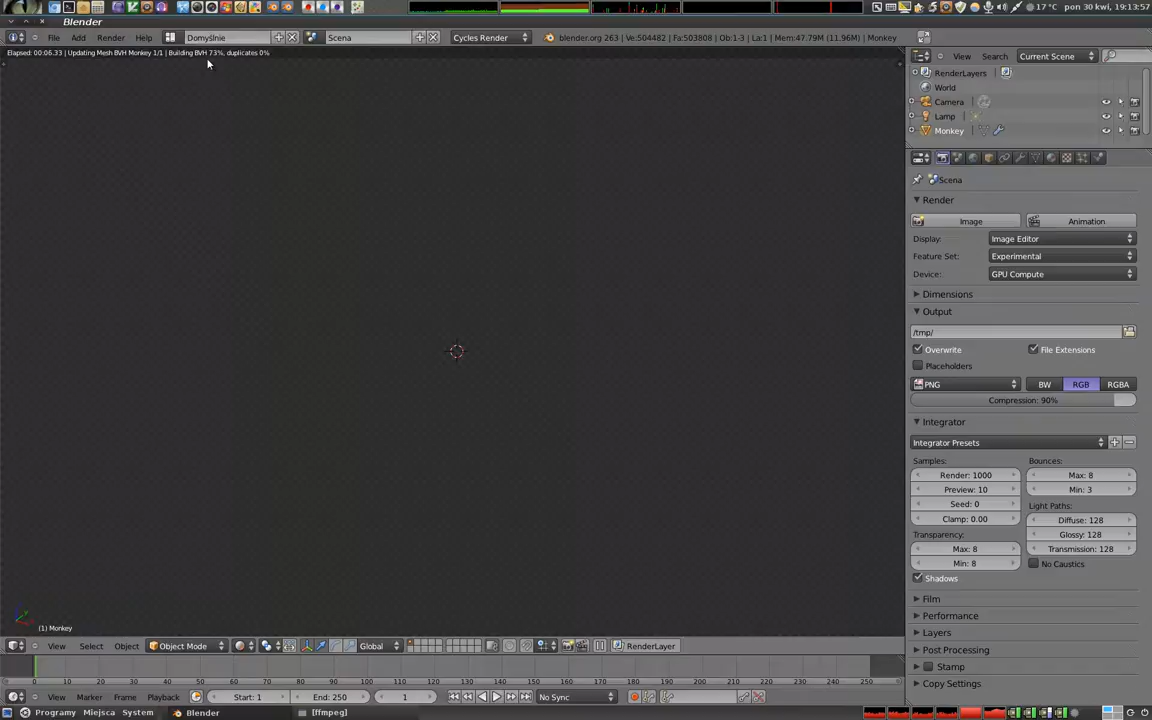 17 °C pon 30 kwi, 19:13:57
Blender
File Add Render Help Domyślnie Scena Cycles Render blender.org 263 | Ve:504482 | Fa:503808 | Ob:1-3 | La:1 | Mem:47.79M (11.96M) | Monkey
Elapsed: 00:06.33 | Updating Mesh BVH Monkey 1/1 | Building BVH 73%, duplicates 0%
View Search Current Scene
RenderLayers
World
Camera
Lamp
Monkey
Scena
Render
Image Animation
Display: Image Editor
Feature Set: Experimental
Device: GPU Compute
Dimensions
Output
/tmp/
Overwrite File Extensions
Placeholders
PNG BW RGB RGBA
Compression: 90%
Integrator
Integrator Presets
Samples: Bounces:
Render: 1000 Max: 8
Preview: 10 Min: 3
Seed: 0 Light Paths:
Clamp: 0.00 Diffuse: 128
Transparency: Glossy: 128
Max: 8 Transmission: 128
Min: 8 No Caustics
Shadows
Film
Performance
Layers
Post Processing
Stamp
Copy Settings
(1) Monkey
View Select Object Object Mode Global RenderLayer
0 10 20 30 40 50 60 70 80 90 100 110 120 130 140 150 160 170 180 190 200 210 220 230 240 250
View Marker Frame Playback Start: 1 End: 250 1 No Sync
Programy Miejsca System Blender [ffmpeg]